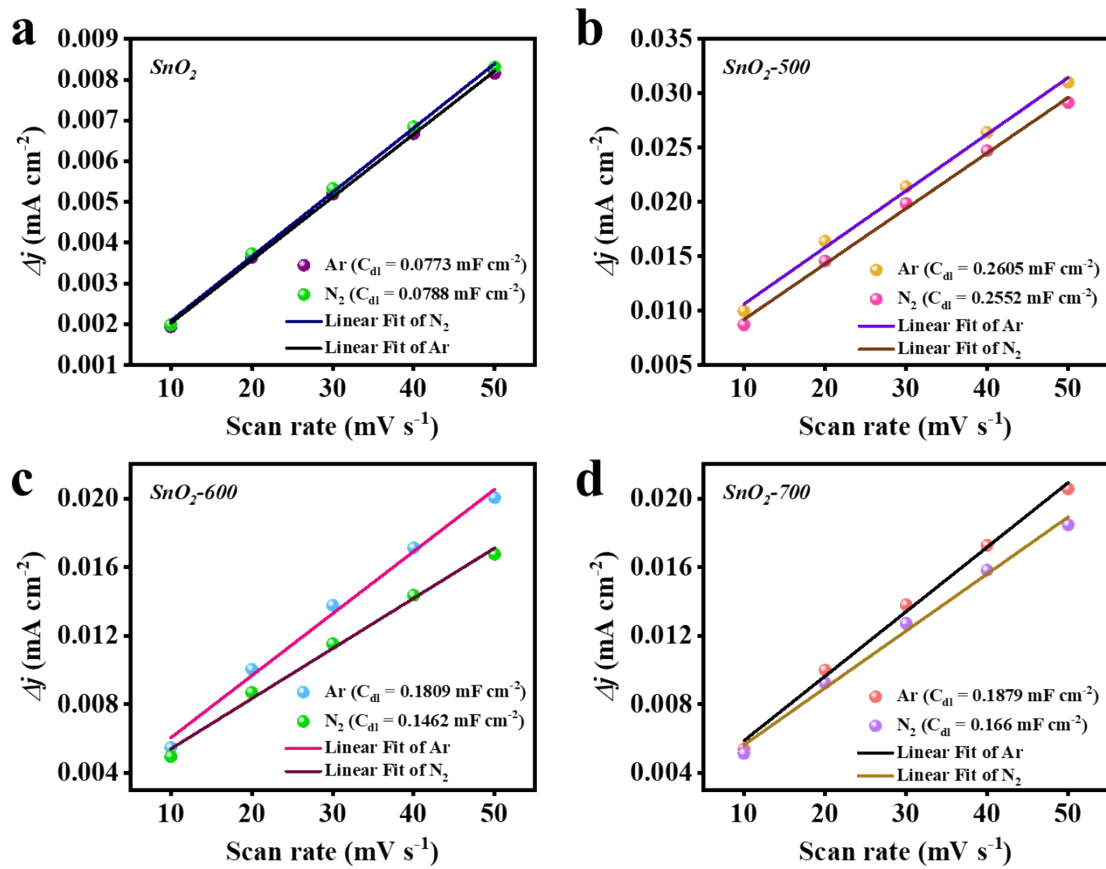 a
SnO2
0.009
0.008
0.007
0.006
0.005
0.004
0.003
0.002
0.001
Δj (mA cm-2)
Ar (Cdl = 0.0773 mF cm-2)
N2 (Cdl = 0.0788 mF cm-2)
Linear Fit of N2
Linear Fit of Ar
10 20 30 40 50
Scan rate (mV s-1)
b
SnO2-500
0.035
0.030
0.025
0.020
0.015
0.010
0.005
Δj (mA cm-2)
Ar (Cdl = 0.2605 mF cm-2)
N2 (Cdl = 0.2552 mF cm-2)
Linear Fit of Ar
Linear Fit of N2
10 20 30 40 50
Scan rate (mV s-1)
c
SnO2-600
0.020
0.016
0.012
0.008
0.004
Δj (mA cm-2)
Ar (Cdl = 0.1809 mF cm-2)
N2 (Cdl = 0.1462 mF cm-2)
Linear Fit of Ar
Linear Fit of N2
10 20 30 40 50
Scan rate (mV s-1)
d
SnO2-700
0.020
0.016
0.012
0.008
0.004
Δj (mA cm-2)
Ar (Cdl = 0.1879 mF cm-2)
N2 (Cdl = 0.166 mF cm-2)
Linear Fit of Ar
Linear Fit of N2
10 20 30 40 50
Scan rate (mV s-1)